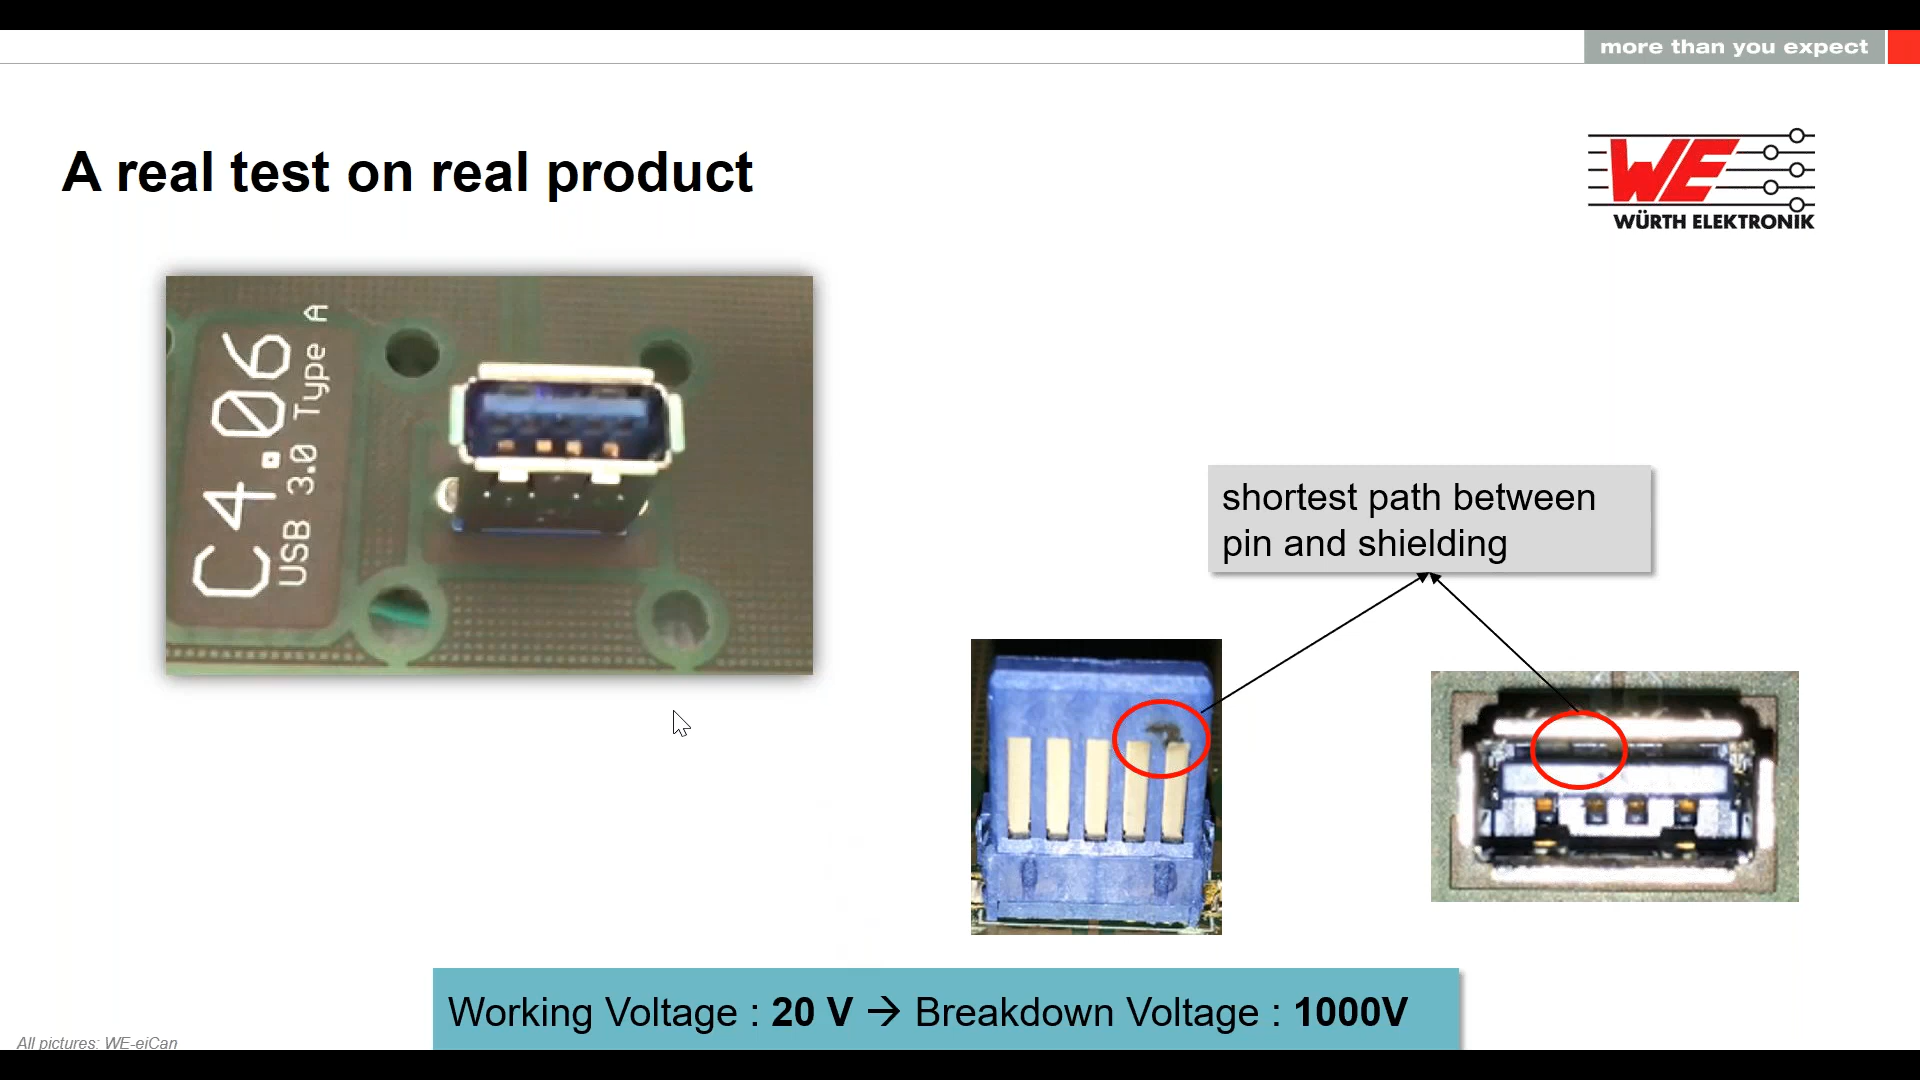 more than you expect
A real test on real product
WE
WÜRTH ELEKTRONIK
C4.06
USB 3.0 Type A
shortest path between
pin and shielding
Working Voltage : 20 V → Breakdown Voltage : 1000V
All pictures: WE-eiCan